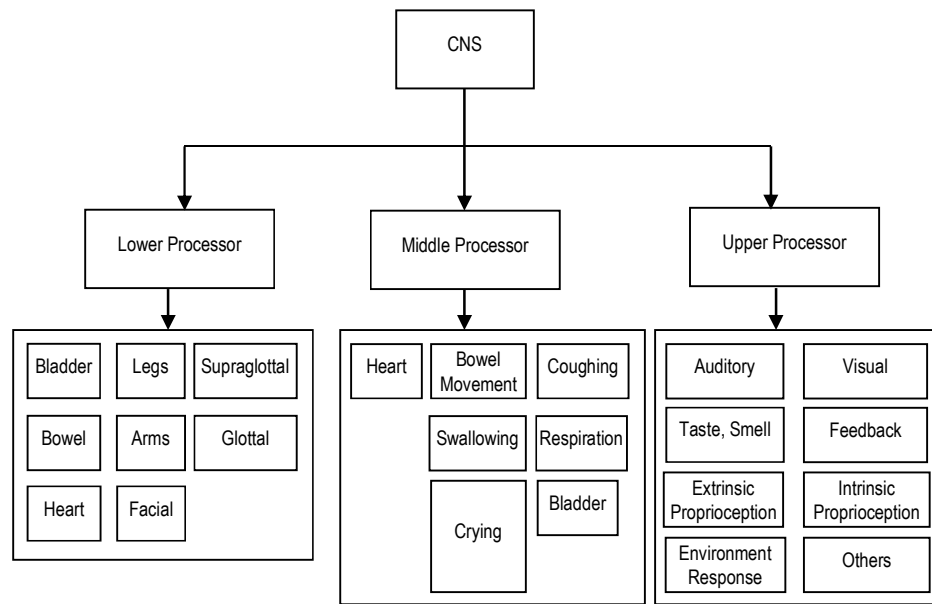 CNS
Lower Processor
Middle Processor
Upper Processor
Bladder
Legs
Supraglottal
Bowel
Arms
Glottal
Heart
Facial
Heart
Bowel
Movement
Coughing
Swallowing
Respiration
Crying
Bladder
Auditory
Visual
Taste, Smell
Feedback
Extrinsic
Proprioception
Intrinsic
Proprioception
Environment
Response
Others